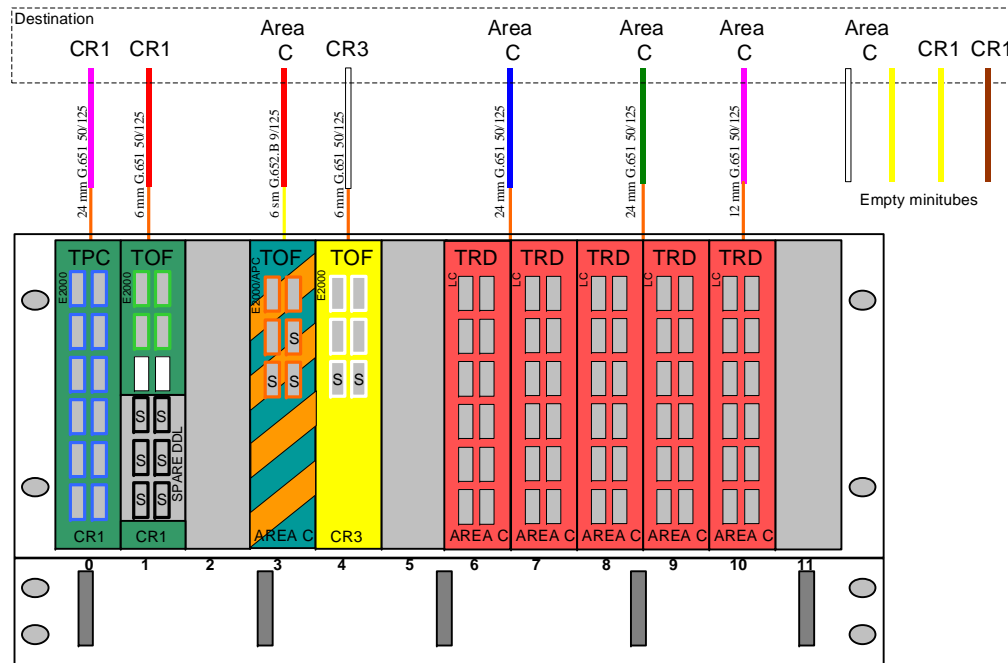 Destination
CR1 CR1 Area C CR3 Area C Area C Area C Area C CR1 CR1
24 mm G.651 50/125
6 mm G.651 50/125
6 sm G.652.B 9/125
6 mm G.651 50/125
24 mm G.651 50/125
24 mm G.651 50/125
12 mm G.651 50/125
Empty minitubes
TPC TOF TOF TOF TRD TRD TRD TRD TRD
E2000 E2000 E2000/APC E2000 LC LC LC LC LC
S
S S S S
S S
S S
S S
SPARE DDL
CR1 CR1 AREA C CR3 AREA C AREA C AREA C AREA C AREA C
0 1 2 3 4 5 6 7 8 9 10 11